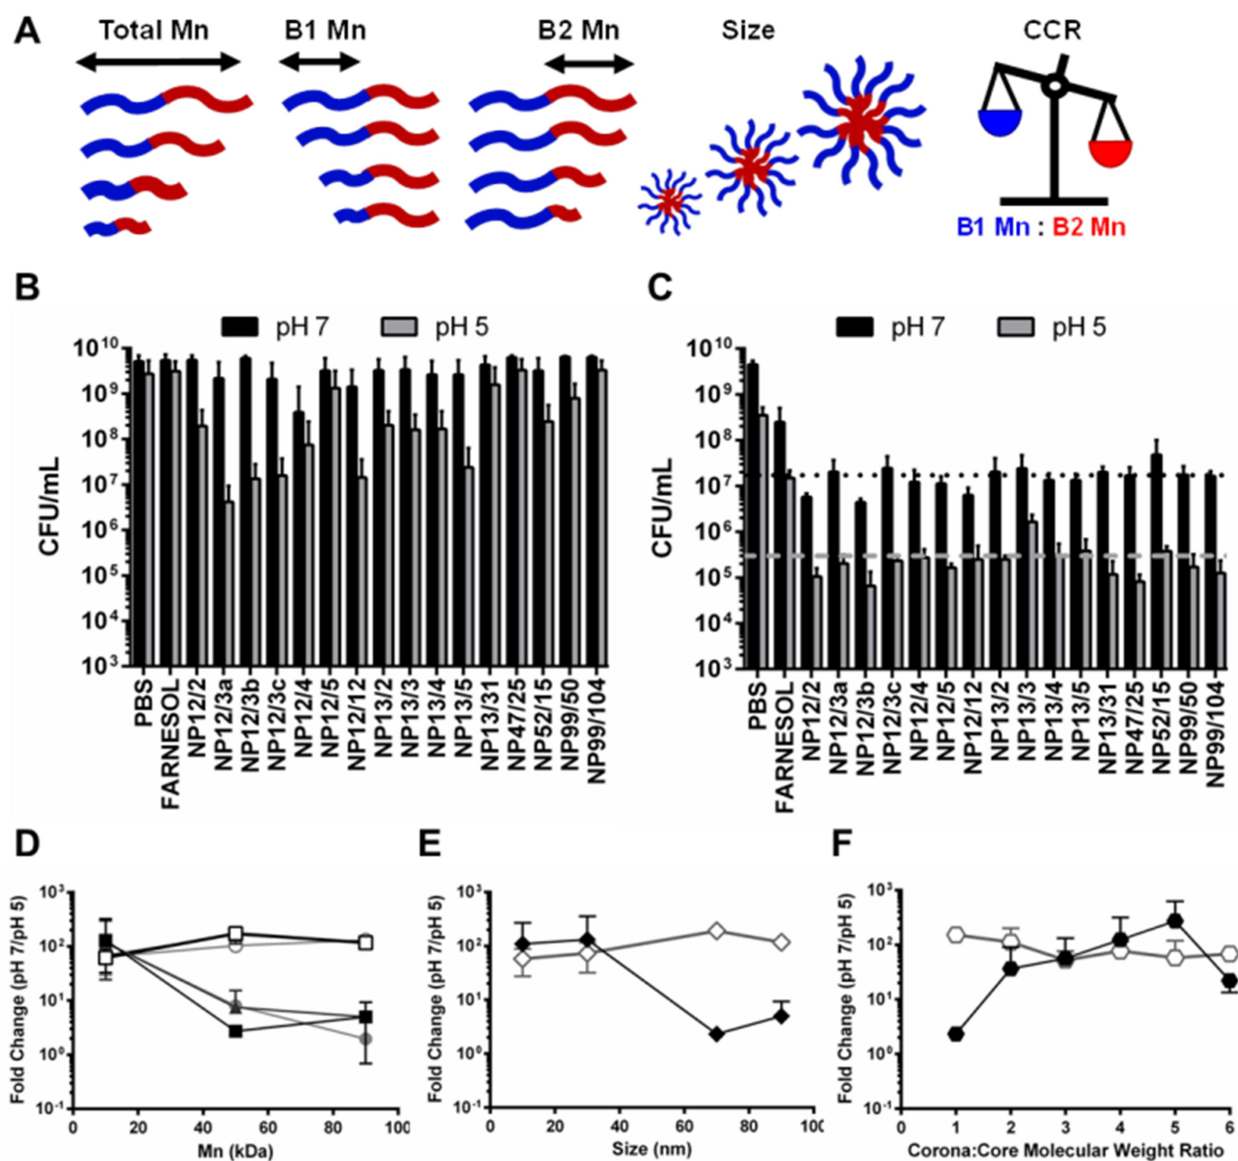 A
Total Mn
B1 Mn
B2 Mn
Size
CCR
B1 Mn : B2 Mn
B
pH 7
pH 5
CFU/mL
10^10
10^9
10^8
10^7
10^6
10^5
10^4
10^3
PBS
FARNESOL
NP12/2
NP12/3a
NP12/3b
NP12/3c
NP12/4
NP12/5
NP12/12
NP13/2
NP13/3
NP13/4
NP13/5
NP13/31
NP47/25
NP52/15
NP99/50
NP99/104
C
pH 7
pH 5
CFU/mL
10^10
10^9
10^8
10^7
10^6
10^5
10^4
10^3
PBS
FARNESOL
NP12/2
NP12/3a
NP12/3b
NP12/3c
NP12/4
NP12/5
NP12/12
NP13/2
NP13/3
NP13/4
NP13/5
NP13/31
NP47/25
NP52/15
NP99/50
NP99/104
D
Fold Change (pH 7/pH 5)
10^3
10^2
10^1
10^0
10^-1
0 20 40 60 80 100
Mn (kDa)
E
Fold Change (pH 7/pH 5)
10^3
10^2
10^1
10^0
10^-1
0 20 40 60 80 100
Size (nm)
F
Fold Change (pH 7/pH 5)
10^3
10^2
10^1
10^0
10^-1
1 2 3 4 5 6
Corona:Core Molecular Weight Ratio